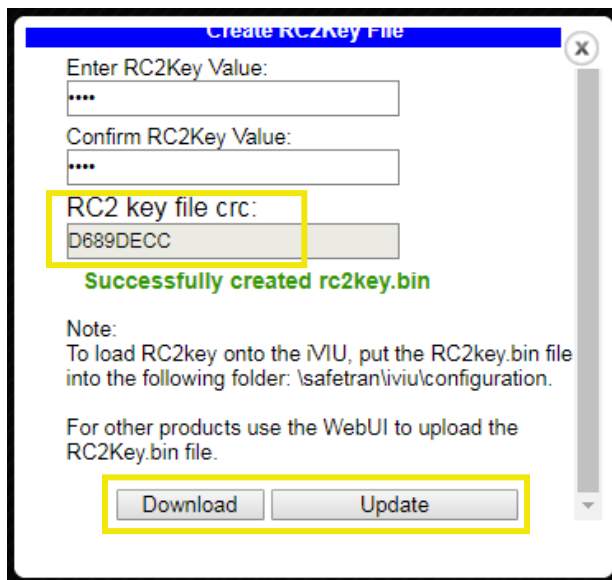 Create RC2Key File
x
Enter RC2Key Value:
••••
Confirm RC2Key Value:
••••
RC2 key file crc:
D689DECC
Successfully created rc2key.bin
Note:
To load RC2key onto the iVIU, put the RC2key.bin file
into the following folder: \safetran\iviu\configuration.
For other products use the WebUI to upload the
RC2Key.bin file.
Download Update